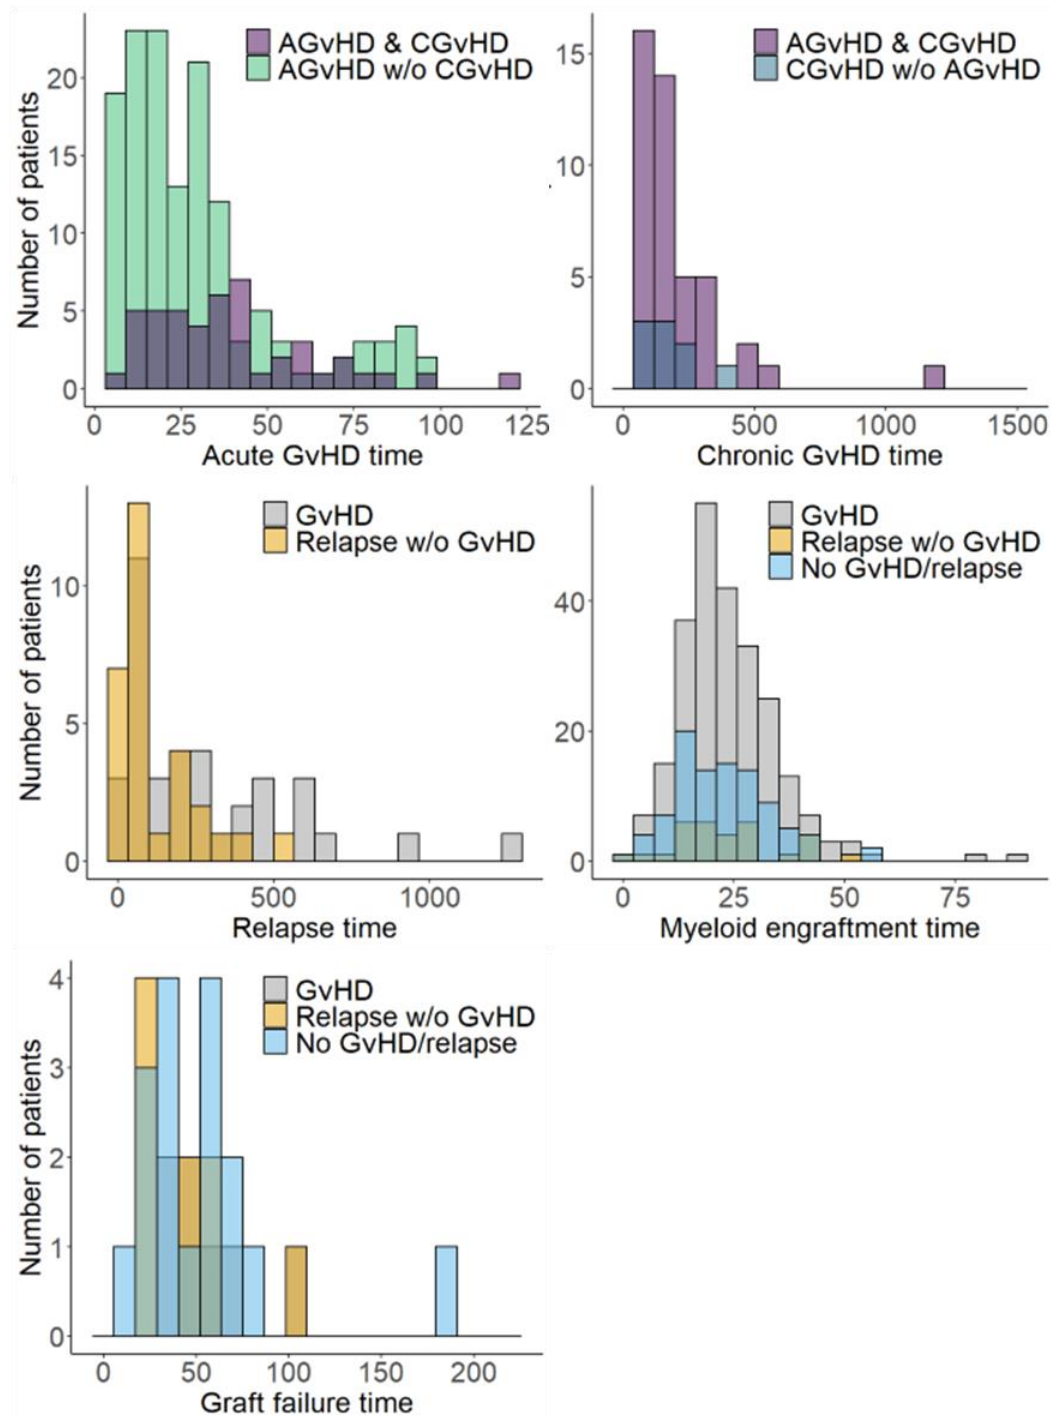 AGvHD & CGvHD
AGvHD w/o CGvHD
20
15
10
5
0
Number of patients
0 25 50 75 100 125
Acute GvHD time
AGvHD & CGvHD
CGvHD w/o AGvHD
15
10
5
0
0 500 1000 1500
Chronic GvHD time
GvHD
Relapse w/o GvHD
10
5
0
Number of patients
0 500 1000
Relapse time
GvHD
Relapse w/o GvHD
No GvHD/relapse
40
20
0
0 25 50 75
Myeloid engraftment time
GvHD
Relapse w/o GvHD
No GvHD/relapse
4
3
2
1
0
Number of patients
0 50 100 150 200
Graft failure time